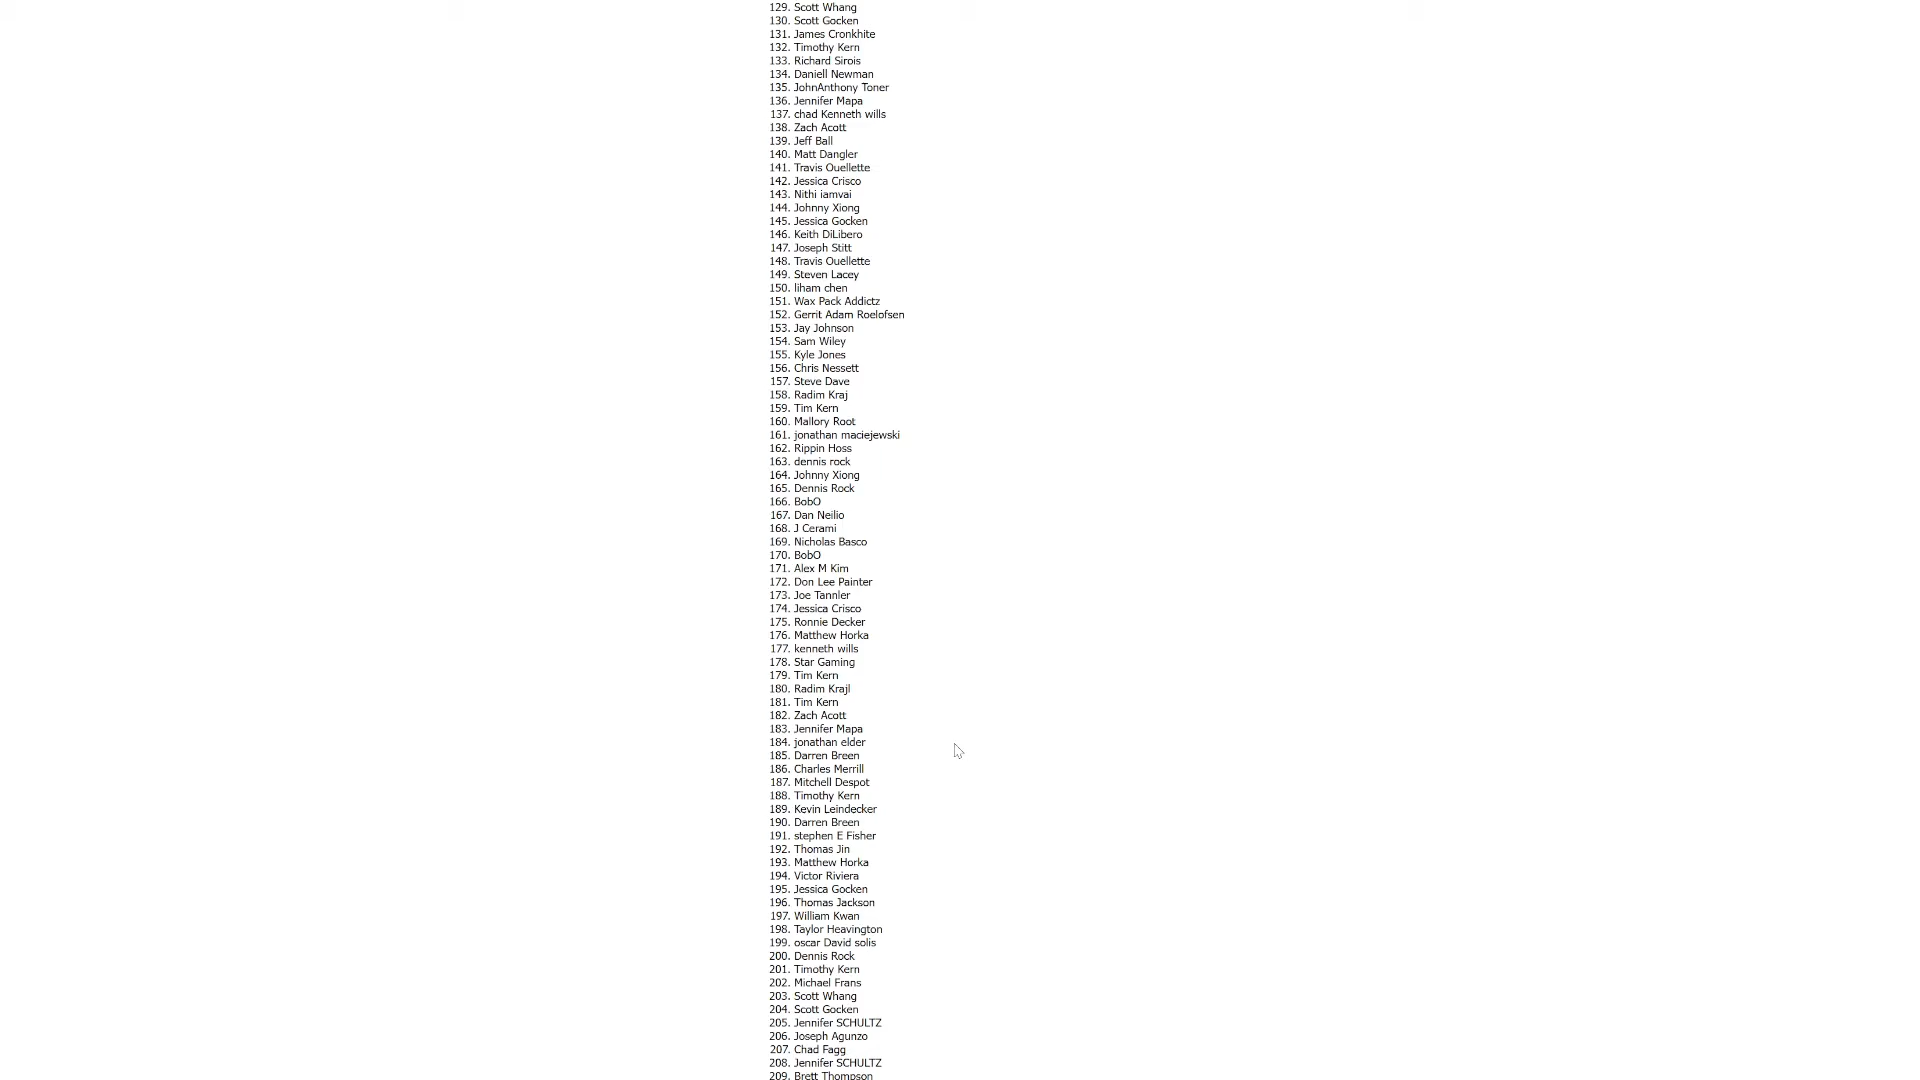 129. Scott Whang
130. Scott Gocken
131. James Cronkhite
132. Timothy Kern
133. Richard Sirois
134. Daniell Newman
135. JohnAnthony Toner
136. Jennifer Mapa
137. chad Kenneth wills
138. Zach Acott
139. Jeff Ball
140. Matt Dangler
141. Travis Ouellette
142. Jessica Crisco
143. Nithi iamvai
144. Johnny Xiong
145. Jessica Gocken
146. Keith DiLibero
147. Joseph Stitt
148. Travis Ouellette
149. Steven Lacey
150. liham chen
151. Wax Pack Addictz
152. Gerrit Adam Roelofsen
153. Jay Johnson
154. Sam Wiley
155. Kyle Jones
156. Chris Nessett
157. Steve Dave
158. Radim Kraj
159. Tim Kern
160. Mallory Root
161. jonathan maciejewski
162. Rippin Hoss
163. dennis rock
164. Johnny Xiong
165. Dennis Rock
166. BobO
167. Dan Neilio
168. J Cerami
169. Nicholas Basco
170. BobO
171. Alex M Kim
172. Don Lee Painter
173. Joe Tannler
174. Jessica Crisco
175. Ronnie Decker
176. Matthew Horka
177. kenneth wills
178. Star Gaming
179. Tim Kern
180. Radim Krajl
181. Tim Kern
182. Zach Acott
183. Jennifer Mapa
184. jonathan elder
185. Darren Breen
186. Charles Merrill
187. Mitchell Despot
188. Timothy Kern
189. Kevin Leindecker
190. Darren Breen
191. stephen E Fisher
192. Thomas Jin
193. Matthew Horka
194. Victor Riviera
195. Jessica Gocken
196. Thomas Jackson
197. William Kwan
198. Taylor Heavington
199. oscar David solis
200. Dennis Rock
201. Timothy Kern
202. Michael Frans
203. Scott Whang
204. Scott Gocken
205. Jennifer SCHULTZ
206. Joseph Agunzo
207. Chad Fagg
208. Jennifer SCHULTZ
209. Brett Thompson